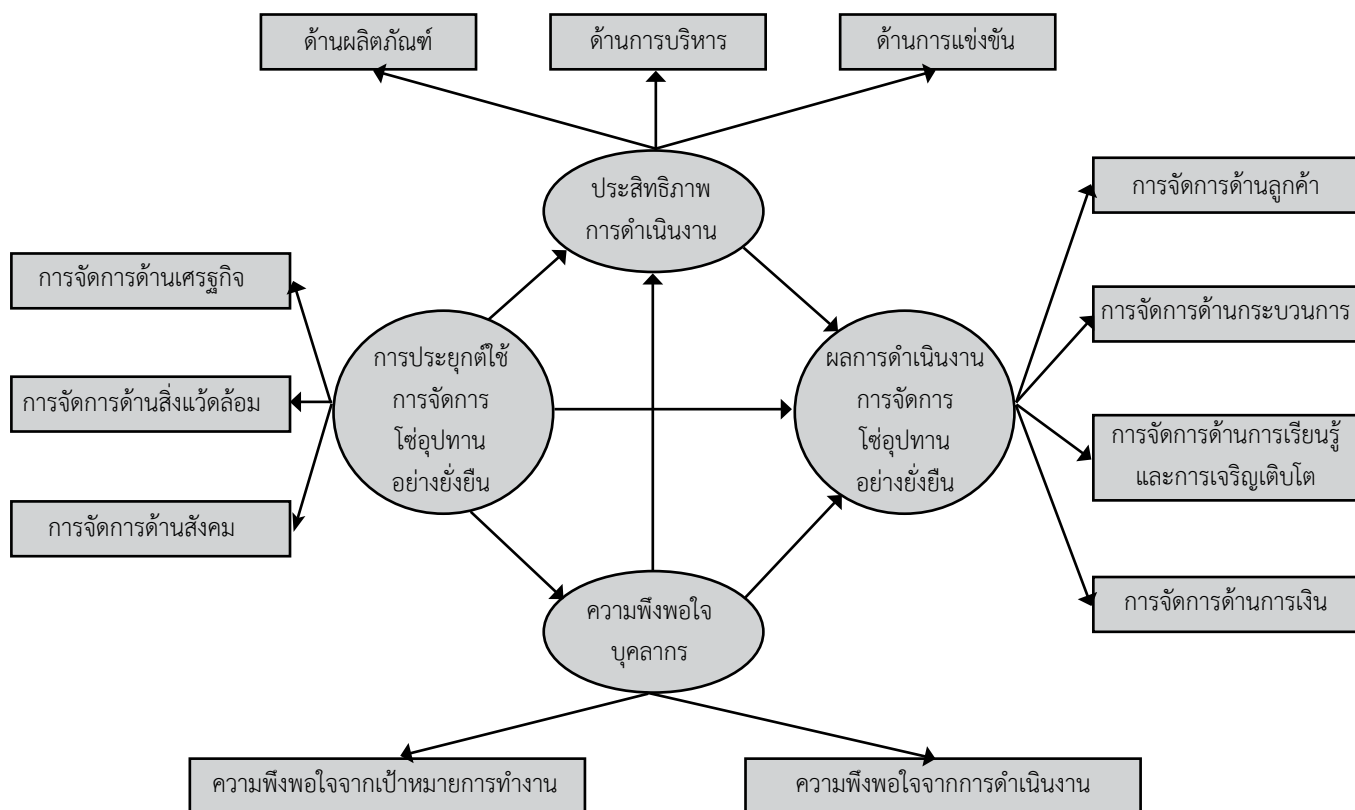 ด้านผลิตภัณฑ์
ด้านการบริหาร
ด้านการแข่งขัน
ประสิทธิภาพ
การดำเนินงาน
การจัดการด้านลูกค้า
การจัดการด้านเศรฐกิจ
การจัดการด้านกระบวนการ
การประยุกต์ใช้
การจัดการ
โซ่อุปทาน
อย่างยั่งยืน
ผลการดำเนินงาน
การจัดการ
โซ่อุปทาน
อย่างยั่งยืน
การจัดการด้านสิ่งแว้ดล้อม
การจัดการด้านการเรียนรู้
และการเจริญเติบโต
การจัดการด้านสังคม
การจัดการด้านการเงิน
ความพึงพอใจ
บุคลากร
ความพึงพอใจจากเป้าหมายการทำงาน
ความพึงพอใจจากการดำเนินงาน